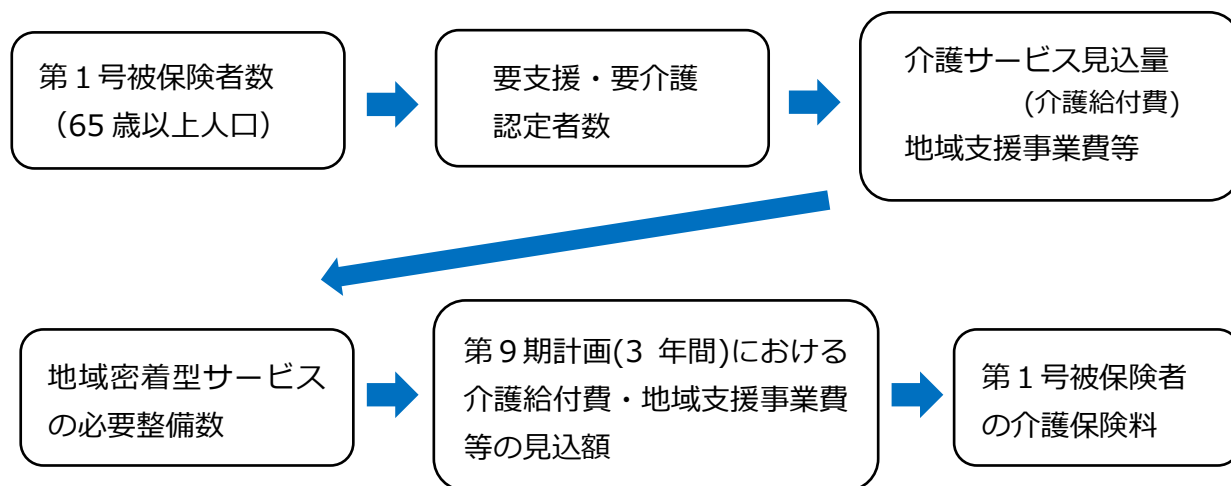 第1号被保険者数
（65歳以上人口）
要支援・要介護
認定者数
介護サービス見込量
(介護給付費)
地域支援事業費等
地域密着型サービス
の必要整備数
第9期計画(3 年間)における
介護給付費・地域支援事業費
等の見込額
第1号被保険者
の介護保険料